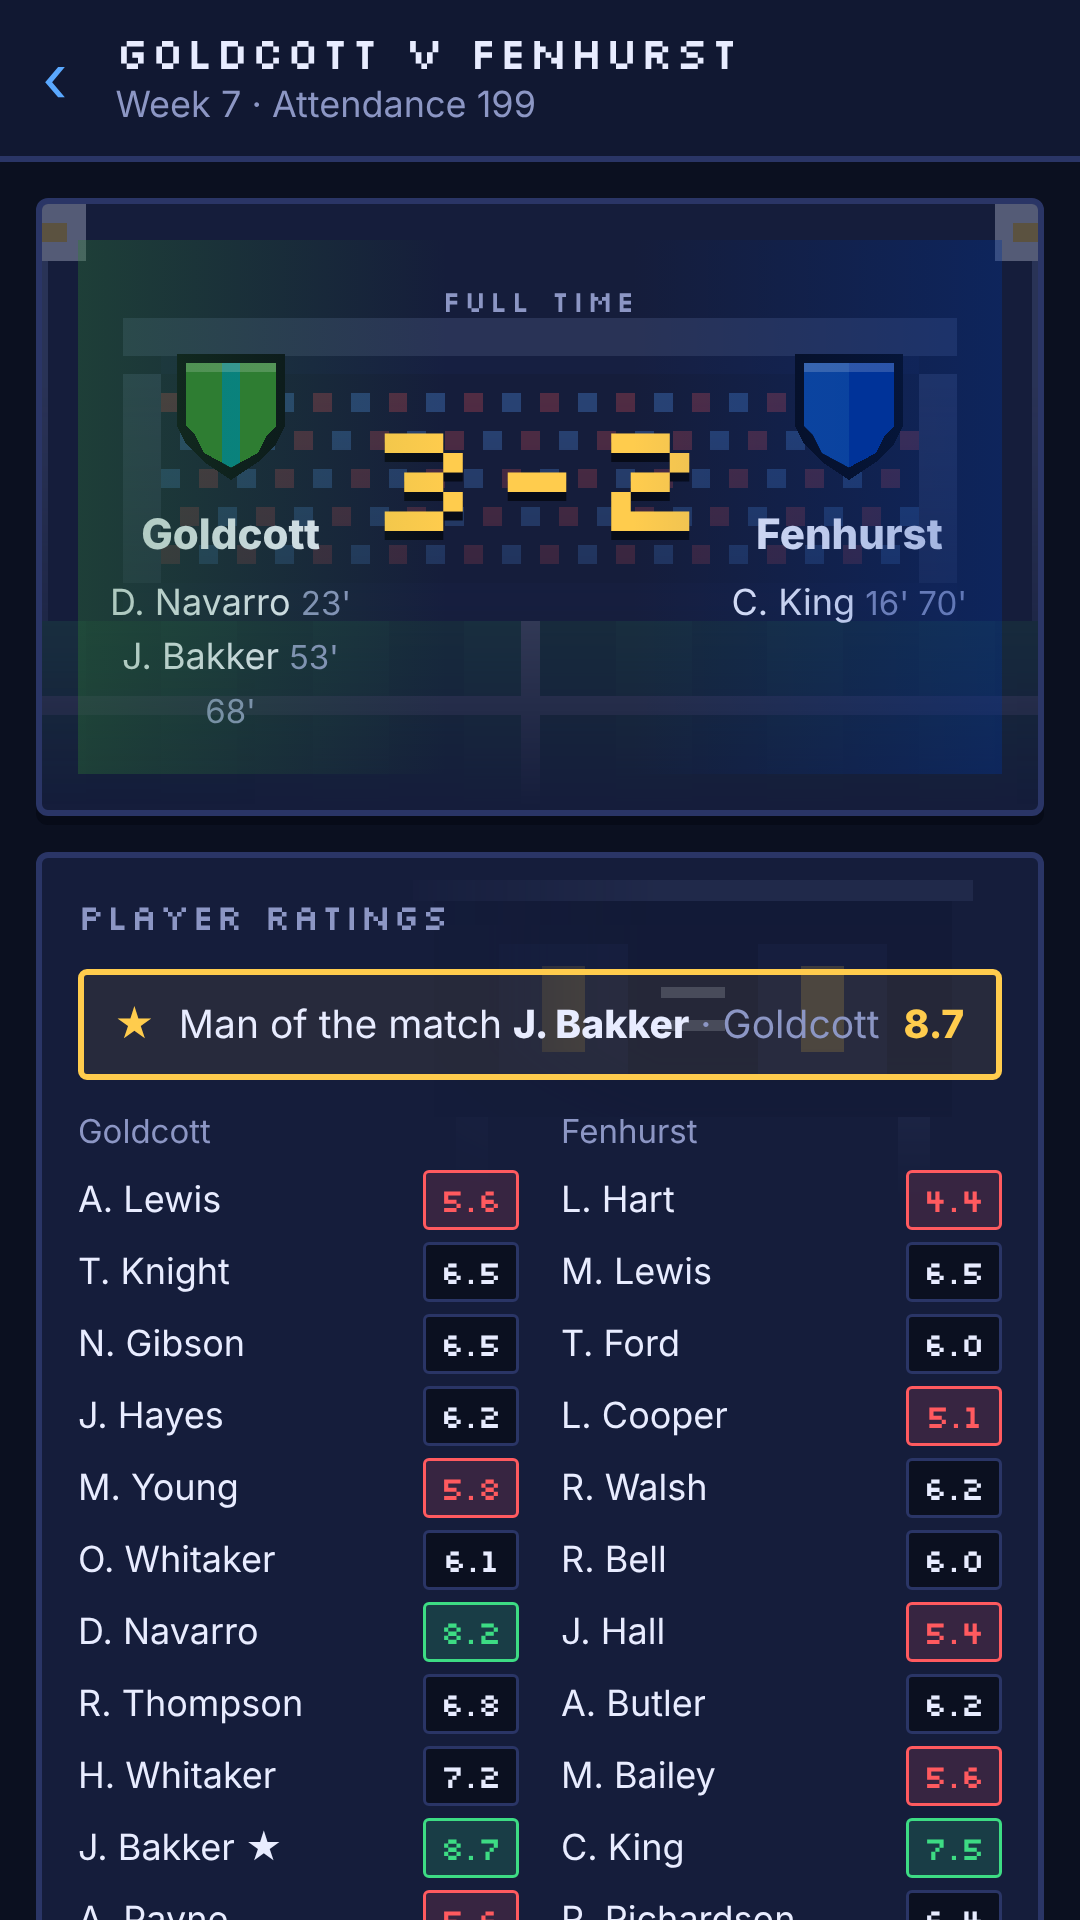 GOLDCOTT V FENHURST
Week 7 · Attendance 199
FULL TIME
3-2
Goldcott
Fenhurst
D. Navarro 23'
C. King 16' 70'
J. Bakker 53'
68'
PLAYER RATINGS
★ Man of the match J. Bakker · Goldcott 8.7
Goldcott Fenhurst
A. Lewis 5.6 L. Hart 4.4
T. Knight 6.5 M. Lewis 6.5
N. Gibson 6.5 T. Ford 6.0
J. Hayes 6.2 L. Cooper 5.1
M. Young 5.8 R. Walsh 6.2
O. Whitaker 6.1 R. Bell 6.0
D. Navarro 8.2 J. Hall 5.4
R. Thompson 6.8 A. Butler 6.2
H. Whitaker 7.2 M. Bailey 5.6
J. Bakker ★ 8.7 C. King 7.5
A. Payne Richardson